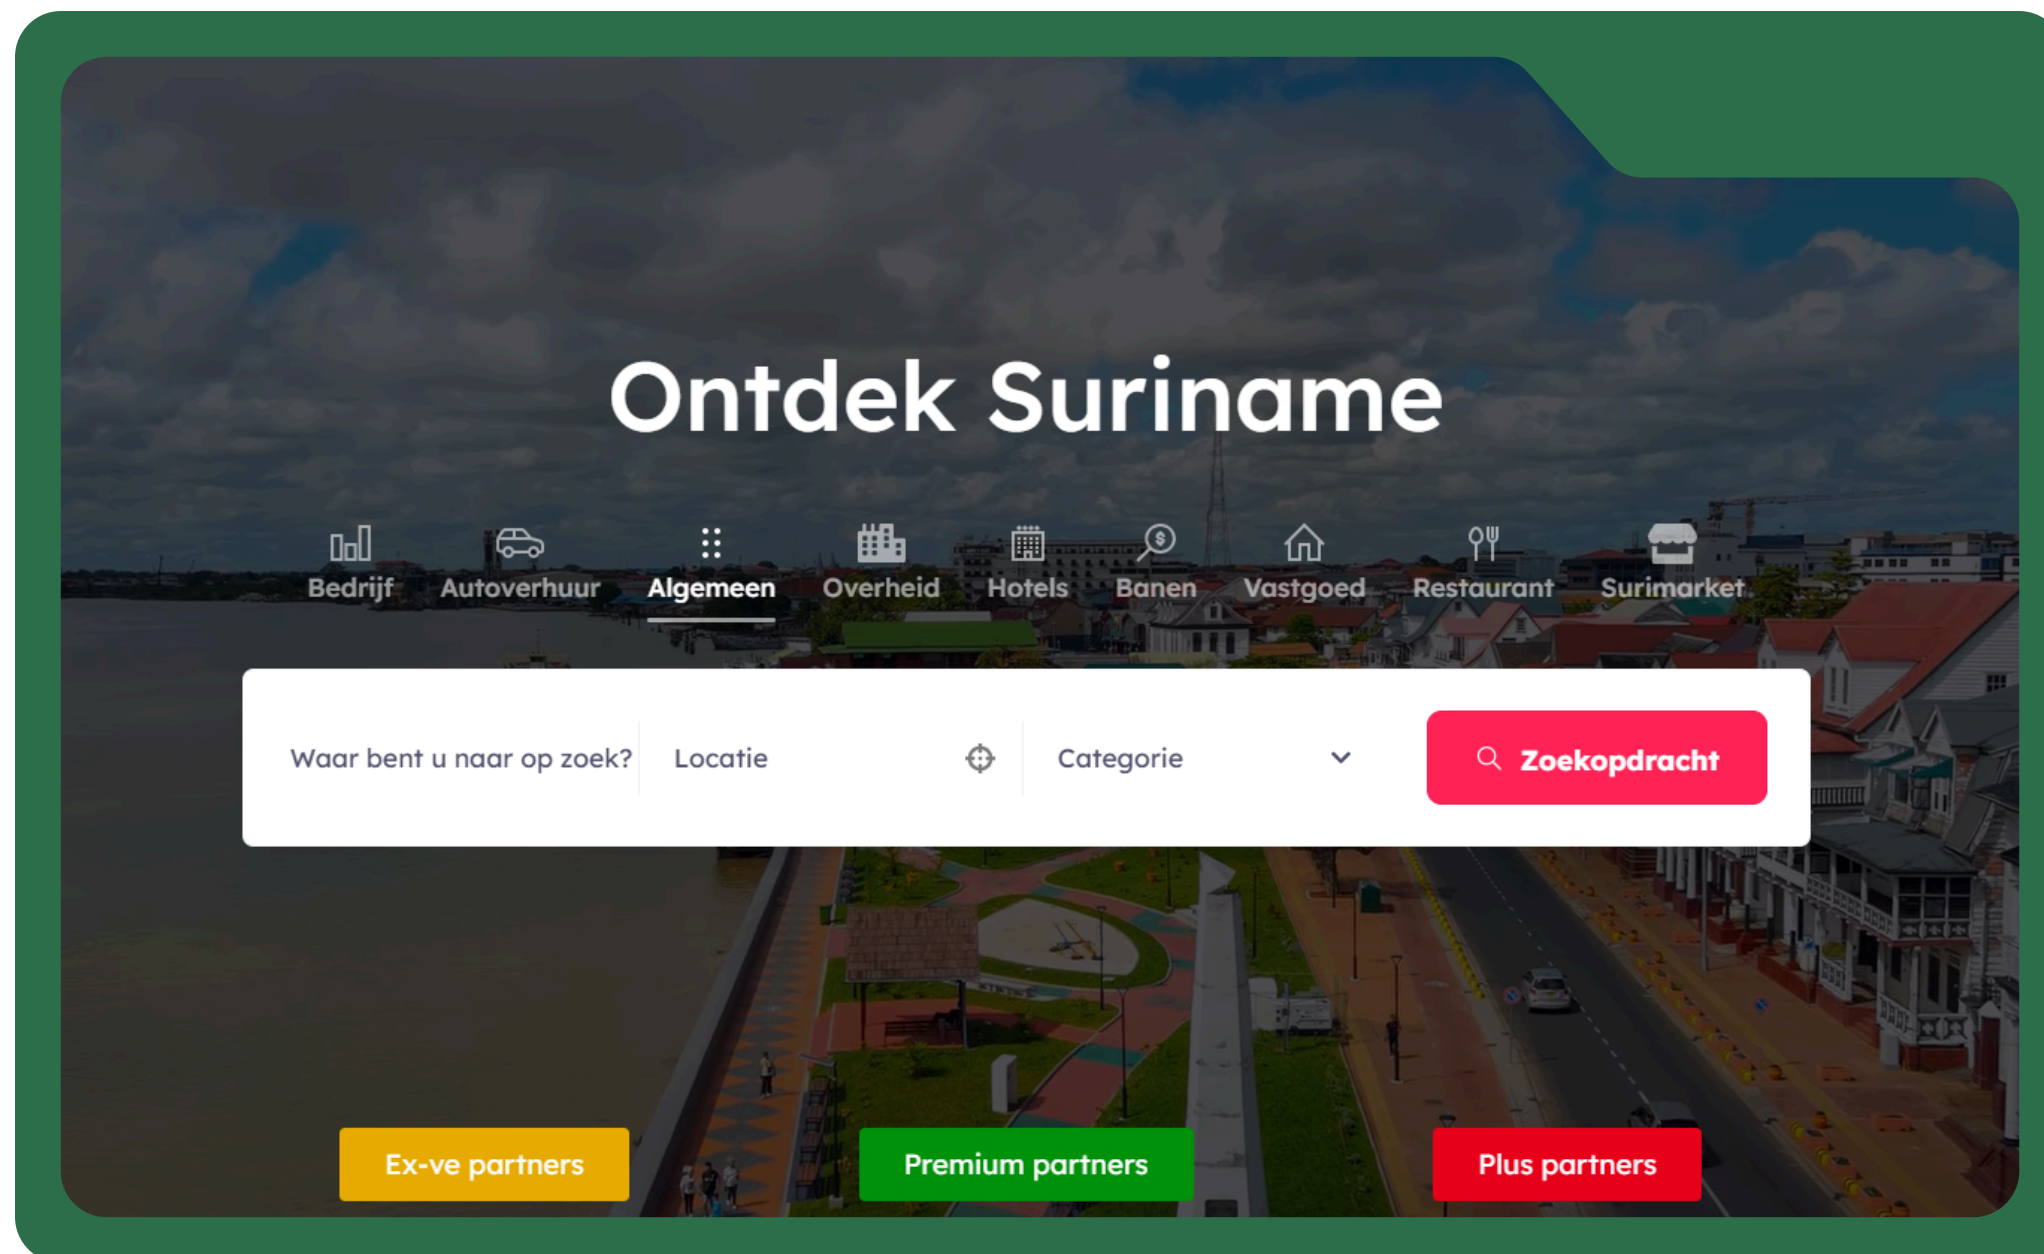 Ontdek Suriname
Bedrijf Autoverhuur Algemeen Overheid Hotels Banen Vastgoed Restaurant Surimarket
Waar bent u naar op zoek? Locatie Categorie Zoekopdracht
Ex-ve partners Premium partners Plus partners